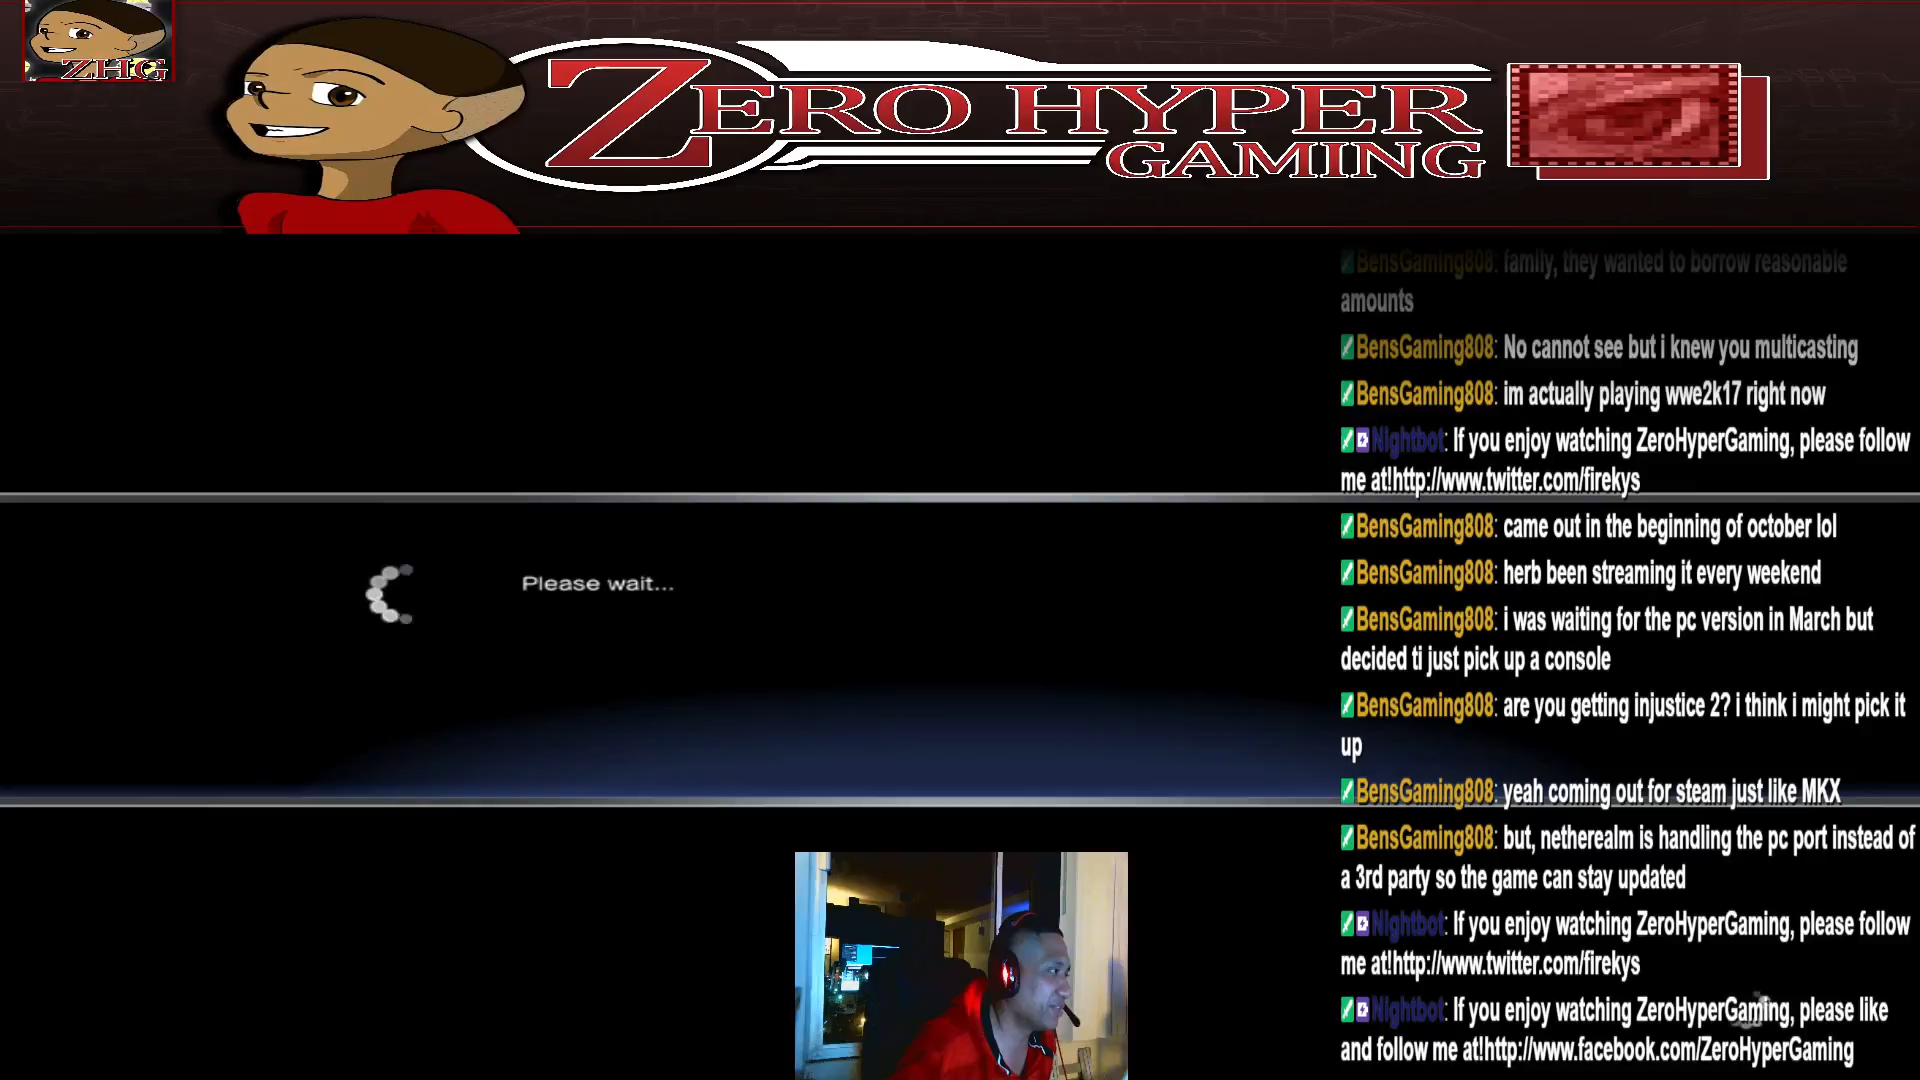 ZHG
ZERO HYPER
GAMING
BensGaming808: family, they wanted to borrow reasonable
amounts
BensGaming808: No cannot see but i knew you multicasting
BensGaming808: im actually playing wwe2k17 right now
Nightbot: If you enjoy watching ZeroHyperGaming, please follow
me at!http://www.twitter.com/firekys
BensGaming808: came out in the beginning of october lol
BensGaming808: herb been streaming it every weekend
Please wait...
BensGaming808: i was waiting for the pc version in March but
decided ti just pick up a console
BensGaming808: are you getting injustice 2? i think i might pick it
up
BensGaming808: yeah coming out for steam just like MKX
BensGaming808: but, netherealm is handling the pc port instead of
a 3rd party so the game can stay updated
Nightbot: If you enjoy watching ZeroHyperGaming, please follow
me at!http://www.twitter.com/firekys
Nightbot: If you enjoy watching ZeroHyperGaming, please like
and follow me at!http://www.facebook.com/ZeroHyperGaming